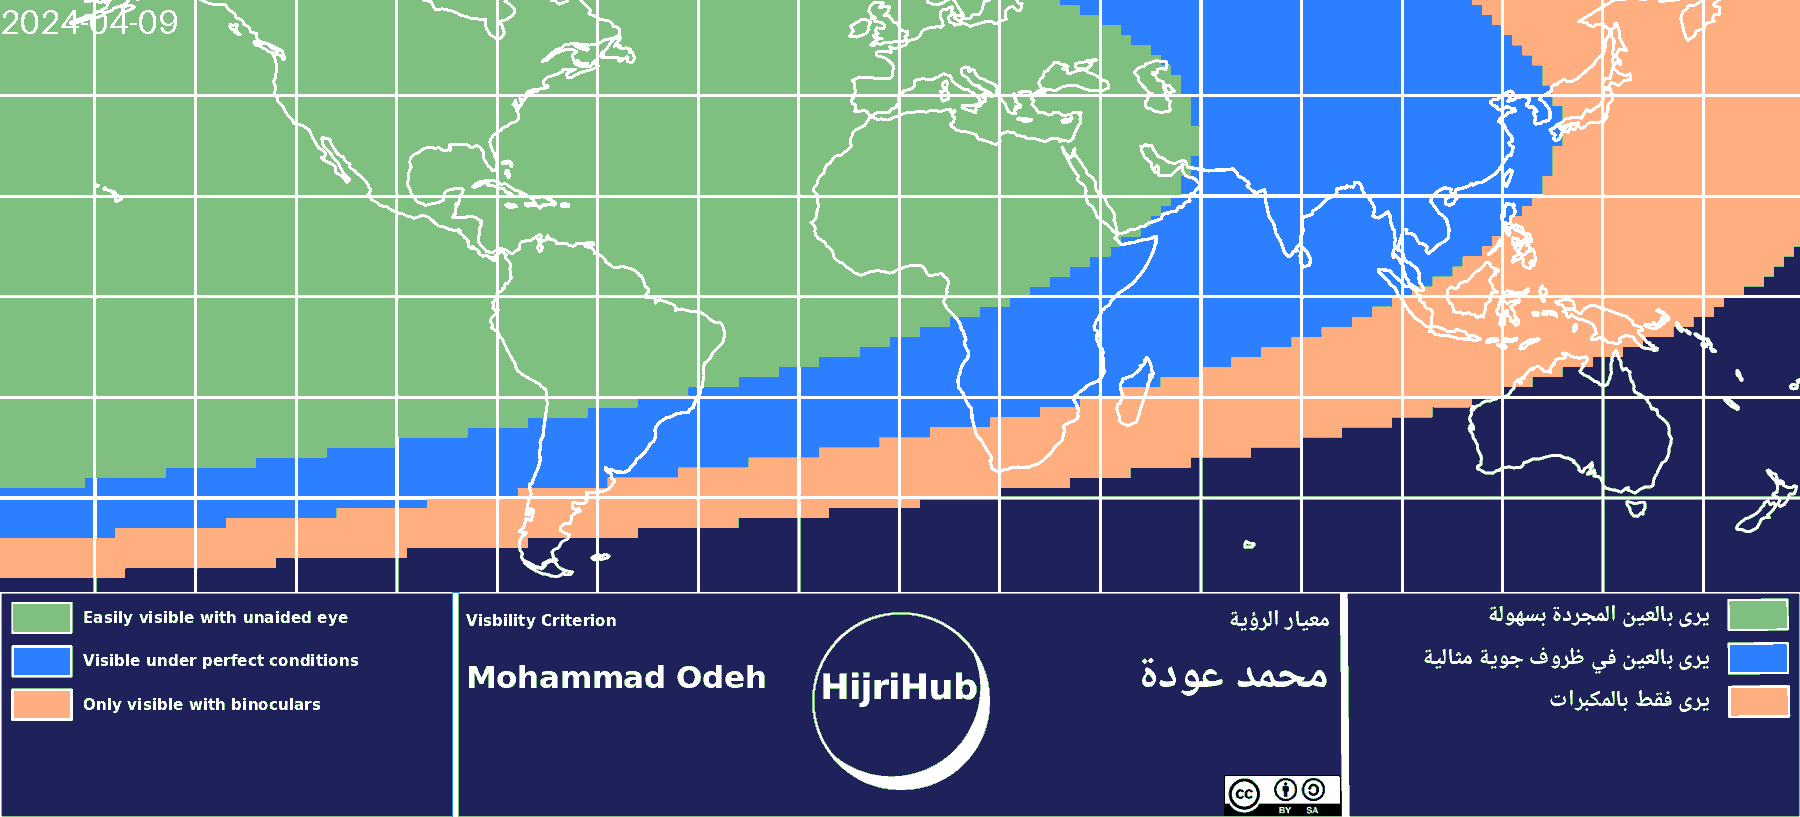 2024-04-09
Easily visible with unaided eye
Visible under perfect conditions
Only visible with binoculars
Visbility Criterion
Mohammad Odeh
HijriHub
معيار الرؤية
محمد عودة
cc BY SA
يرى بالعين المجردة بسهولة
يرى بالعين في ظروف جوية مثالية
يرى فقط بالمكبرات